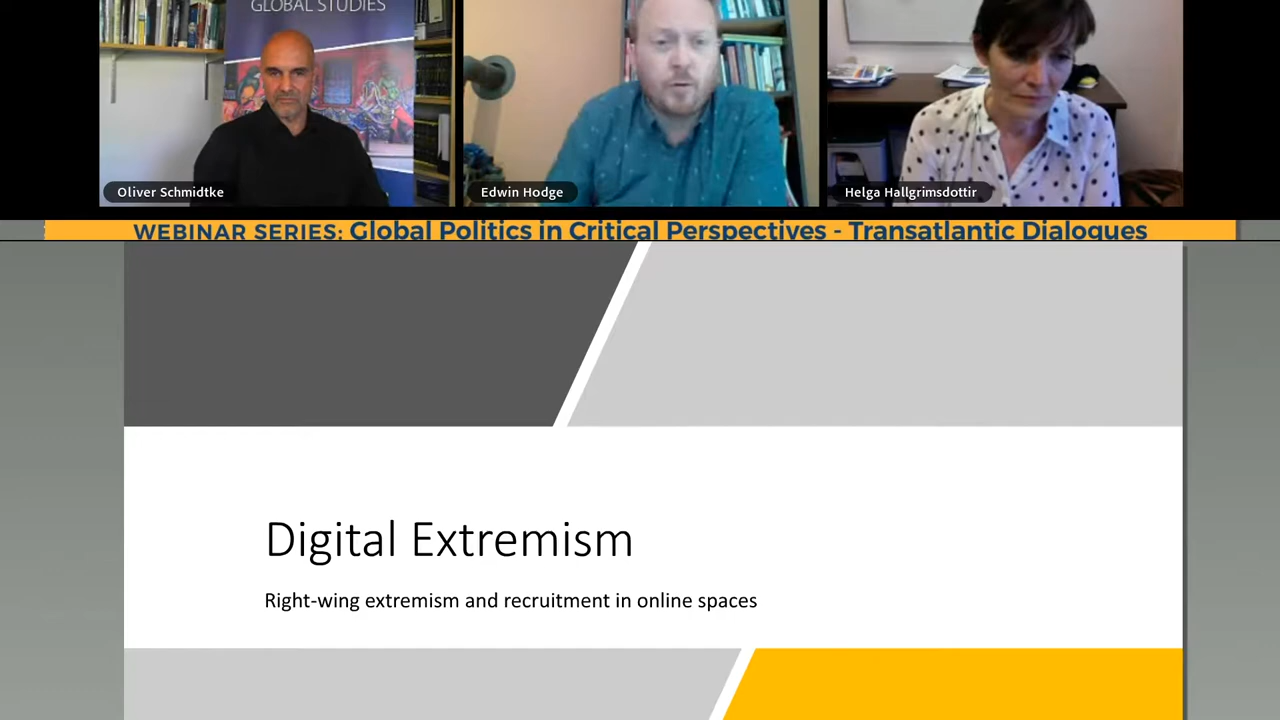 GLOBAL STUDIES
Oliver Schmidtke
Edwin Hodge
Helga Hallgrimsdottir
WEBINAR SERIES: Global Politics in Critical Perspectives - Transatlantic Dialogues
Digital Extremism
Right-wing extremism and recruitment in online spaces